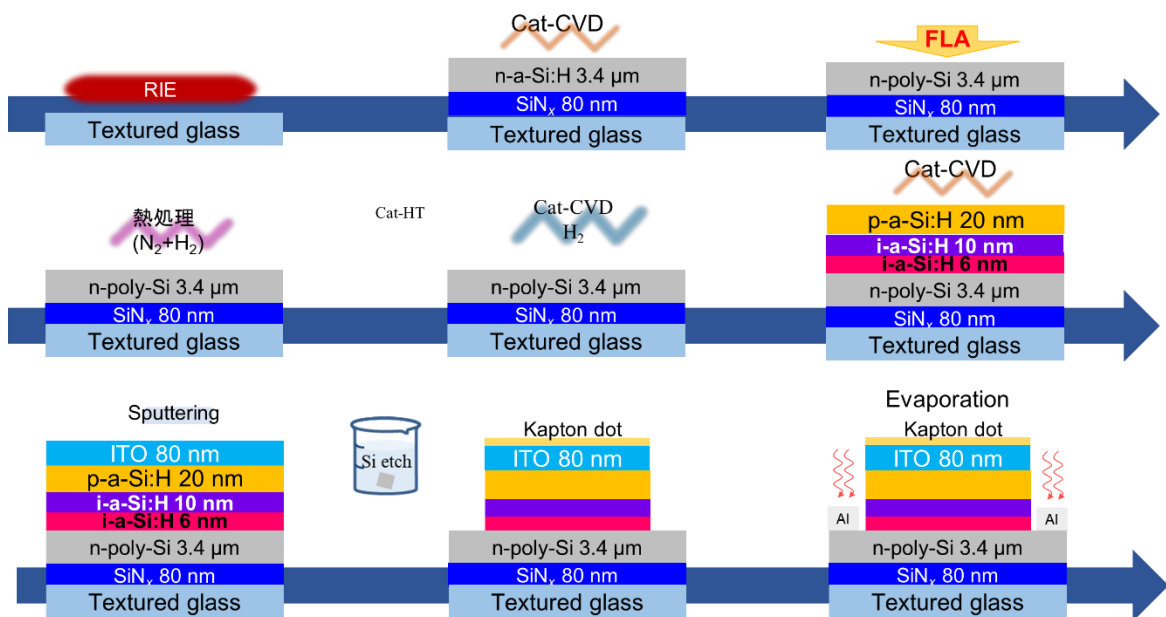 RIE
Textured glass
Cat-CVD
n-a-Si:H 3.4 μm
SiNₓ 80 nm
Textured glass
FLA
n-poly-Si 3.4 μm
SiNₓ 80 nm
Textured glass
熱処理
(N₂+H₂)
n-poly-Si 3.4 μm
SiNₓ 80 nm
Textured glass
Cat-HT
Cat-CVD
H₂
n-poly-Si 3.4 μm
SiNₓ 80 nm
Textured glass
Cat-CVD
p-a-Si:H 20 nm
i-a-Si:H 10 nm
i-a-Si:H 6 nm
n-poly-Si 3.4 μm
SiNₓ 80 nm
Textured glass
Sputtering
ITO 80 nm
p-a-Si:H 20 nm
i-a-Si:H 10 nm
i-a-Si:H 6 nm
n-poly-Si 3.4 μm
SiNₓ 80 nm
Textured glass
Si etch
Kapton dot
ITO 80 nm
n-poly-Si 3.4 μm
SiNₓ 80 nm
Textured glass
Evaporation
Kapton dot
ITO 80 nm
Al
Al
n-poly-Si 3.4 μm
SiNₓ 80 nm
Textured glass